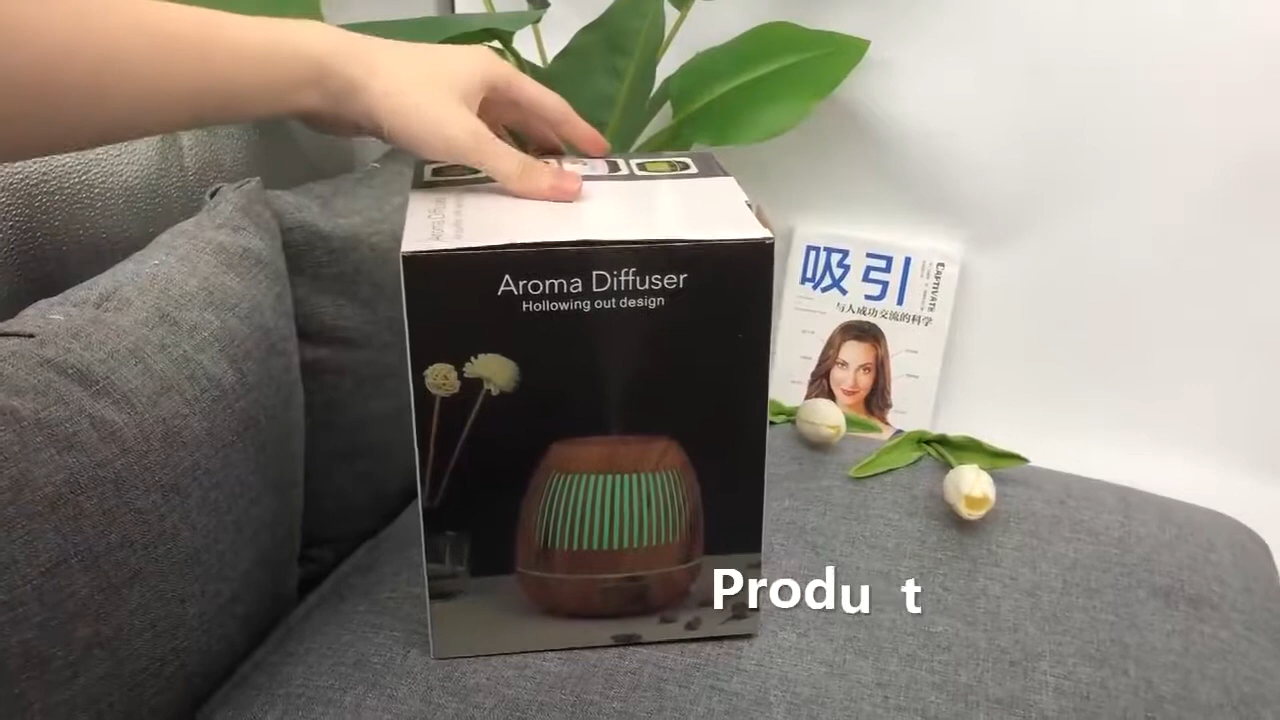 Aroma Diffuser
Hollowing out design
吸引
CAPTIVATE
与人成功交流的科学
Produ t